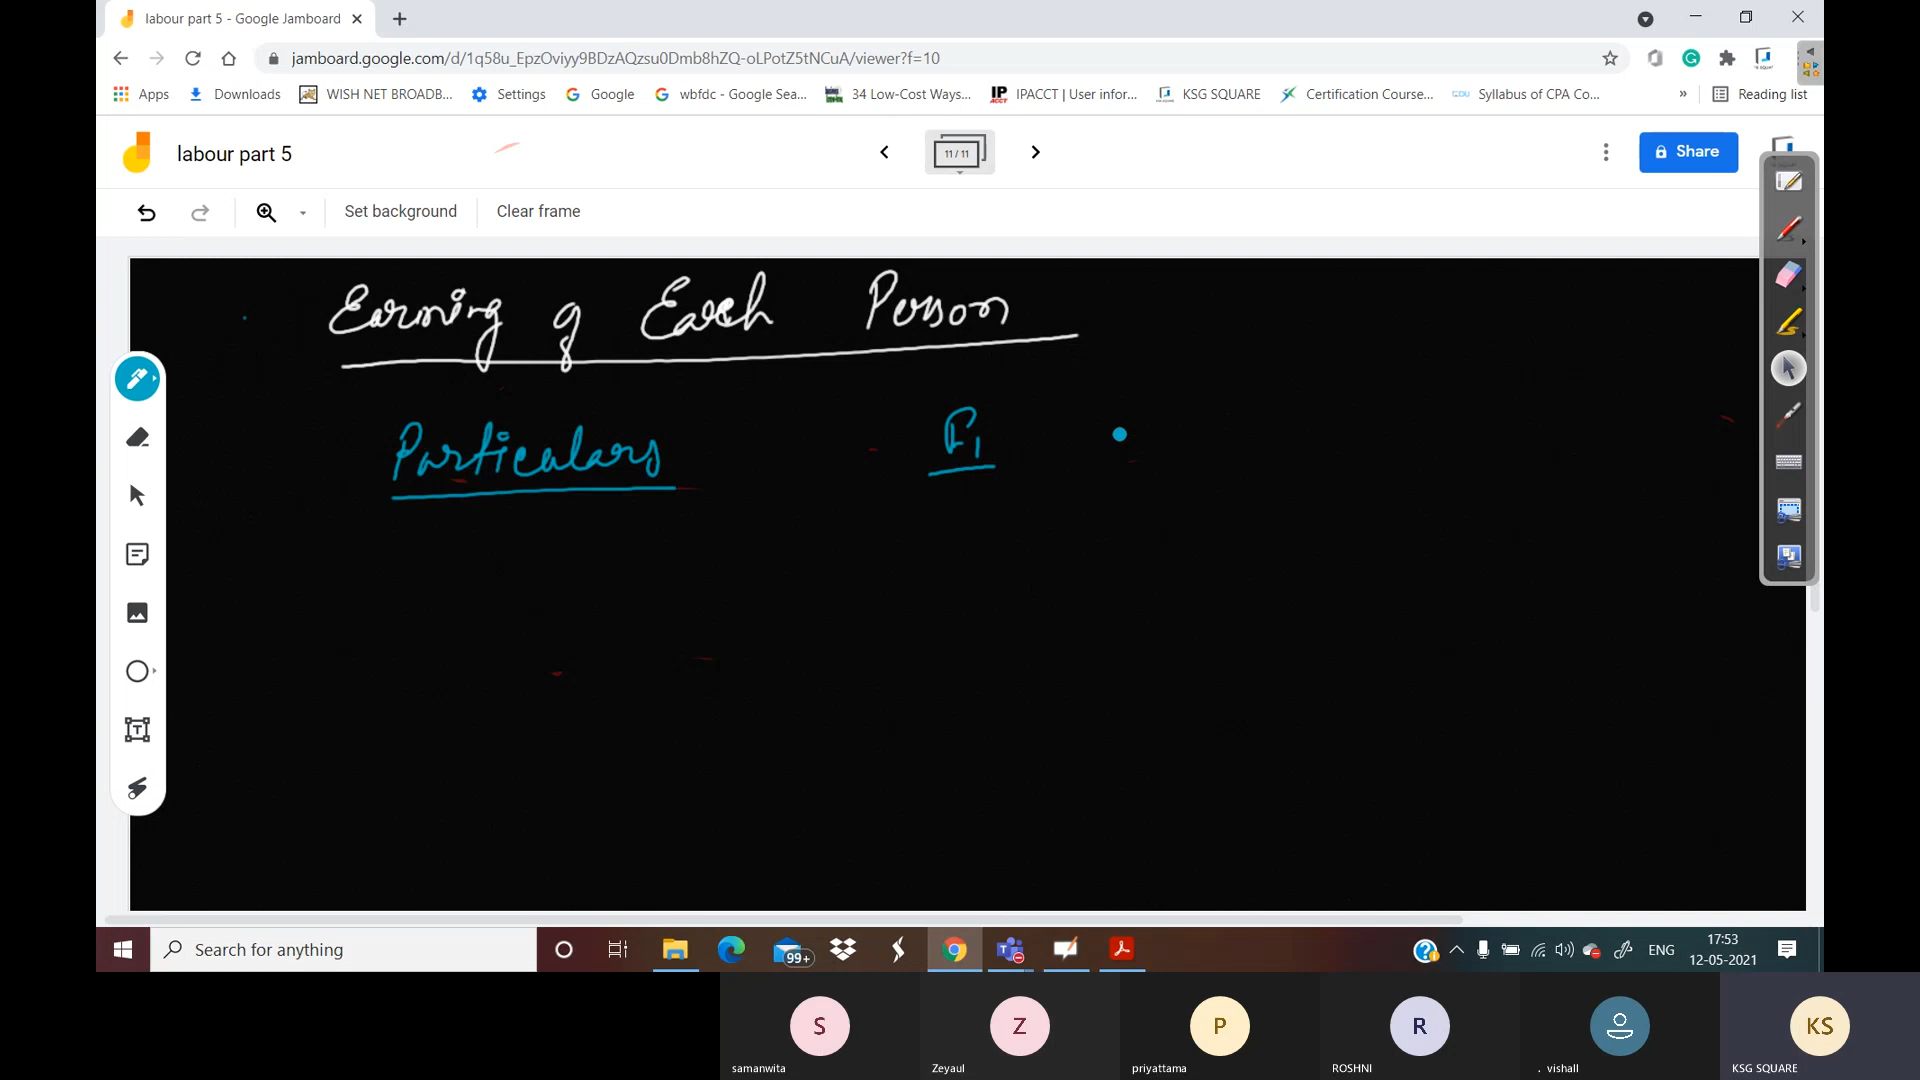 labour part 5 - Google Jamboard
jamboard.google.com/d/1q58u_EpzOviyy9BDzAQzsu0Dmb8hZQ-oLPotZ5tNCuA/viewer?f=10
Apps Downloads WISH NET BROADB... Settings Google wbfdc - Google Sea... 34 Low-Cost Ways... IPACCT | User infor... KSG SQUARE Certification Course... Syllabus of CPA Co... » Reading list
labour part 5 11 / 11 Share
Set background Clear frame
Earning of Each Person
Particulars F1
Search for anything 99+ ENG 17:53
12-05-2021
S Z P R KS
samanwita Zeyaul priyattama ROSHNI . vishall KSG SQUARE